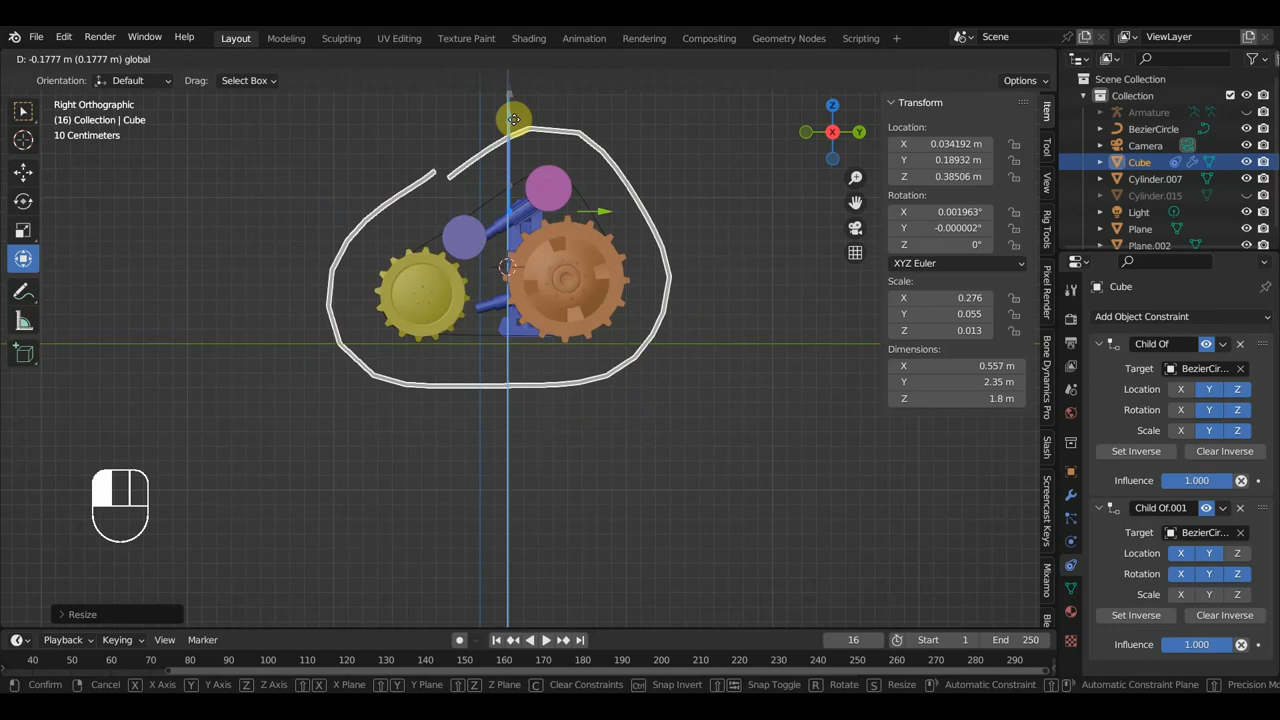 File Edit Render Window Help Layout Modeling Sculpting UV Editing Texture Paint Shading Animation Rendering Compositing Geometry Nodes Scripting + Scene ViewLayer
D: -0.1777 m (0.1777 m) global
Orientation: Default Drag: Select Box Options
Scene Collection
Collection
Armature
BezierCircle
Camera
Cube
Cylinder.007
Cylinder.015
Light
Plane
Plane.002
Right Orthographic
(16) Collection | Cube
10 Centimeters
Z
X
Y
Transform
Location:
X 0.034192 m
Y 0.18932 m
Z 0.38506 m
Rotation:
X 0.001963°
Y -0.000002°
Z 0°
XYZ Euler
Scale:
X 0.276
Y 0.055
Z 0.013
Dimensions:
X 0.557 m
Y 2.35 m
Z 1.8 m
Item
Tool
View
Rig Tools
Pixel Render
Bone Dynamics Pro
Slash
Screencast Keys
Mixamo
Ble
Cube
Add Object Constraint
Child Of
Target BezierCir...
Location X Y Z
Rotation X Y Z
Scale X Y Z
Set Inverse Clear Inverse
Influence 1.000
Child Of.001
Target BezierCir...
Location X Y Z
Rotation X Y Z
Scale X Y Z
Set Inverse Clear Inverse
Influence 1.000
> Resize
Playback Keying View Marker 16 Start 1 End 250
40 50 60 70 80 90 100 110 120 130 140 150 160 170 180 190 200 210 220 230 240 250 260 270 280 290
Confirm Cancel X X Axis Y Y Axis Z Z Axis X X Plane Y Y Plane Z Z Plane C Clear Constraints Ctrl Snap Invert Snap Toggle R Rotate S Resize Automatic Constraint Automatic Constraint Plane Precision Mo